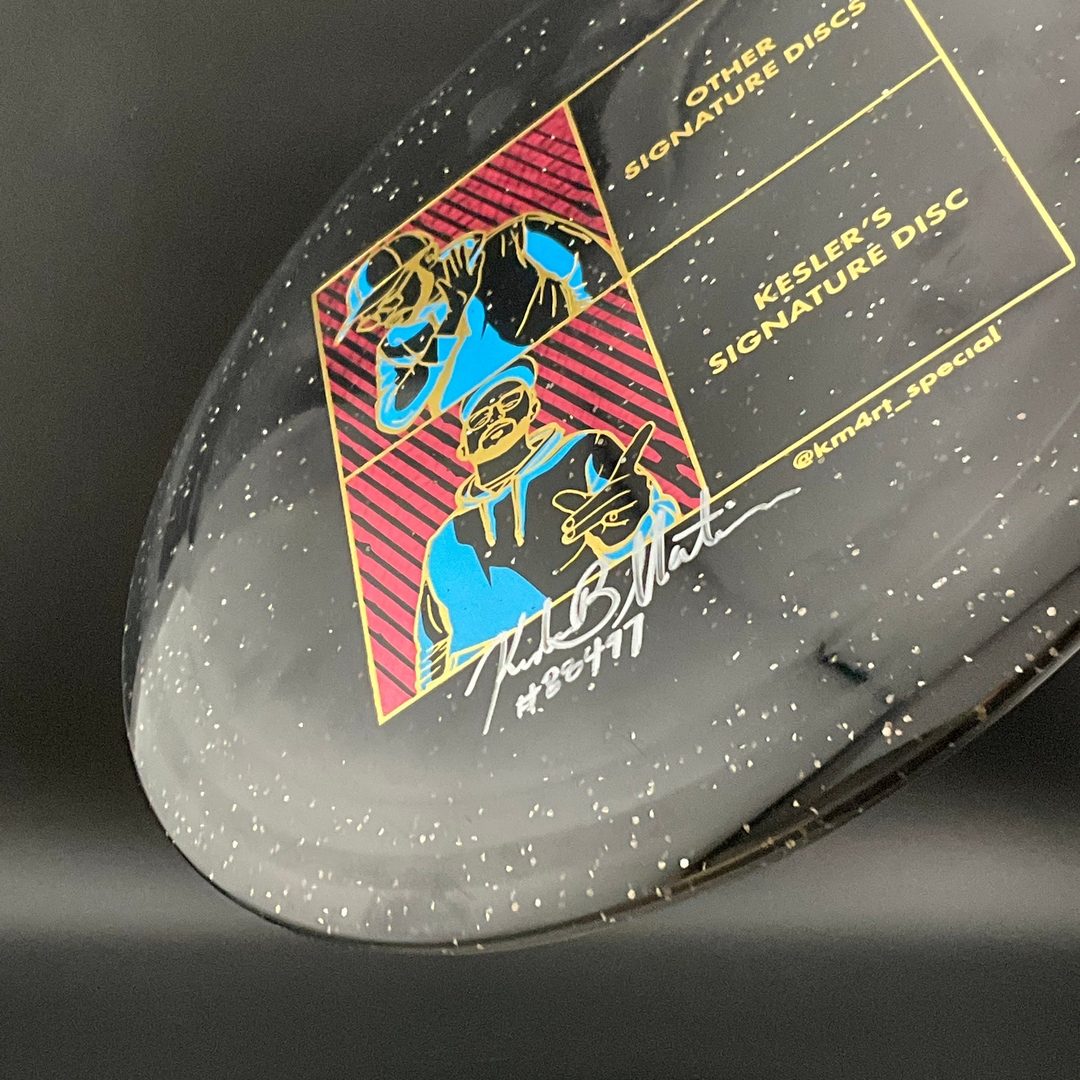 OTHER
SIGNATURE DISCS
KESLER'S
SIGNATURE DISC
@km4rt_special
#88497